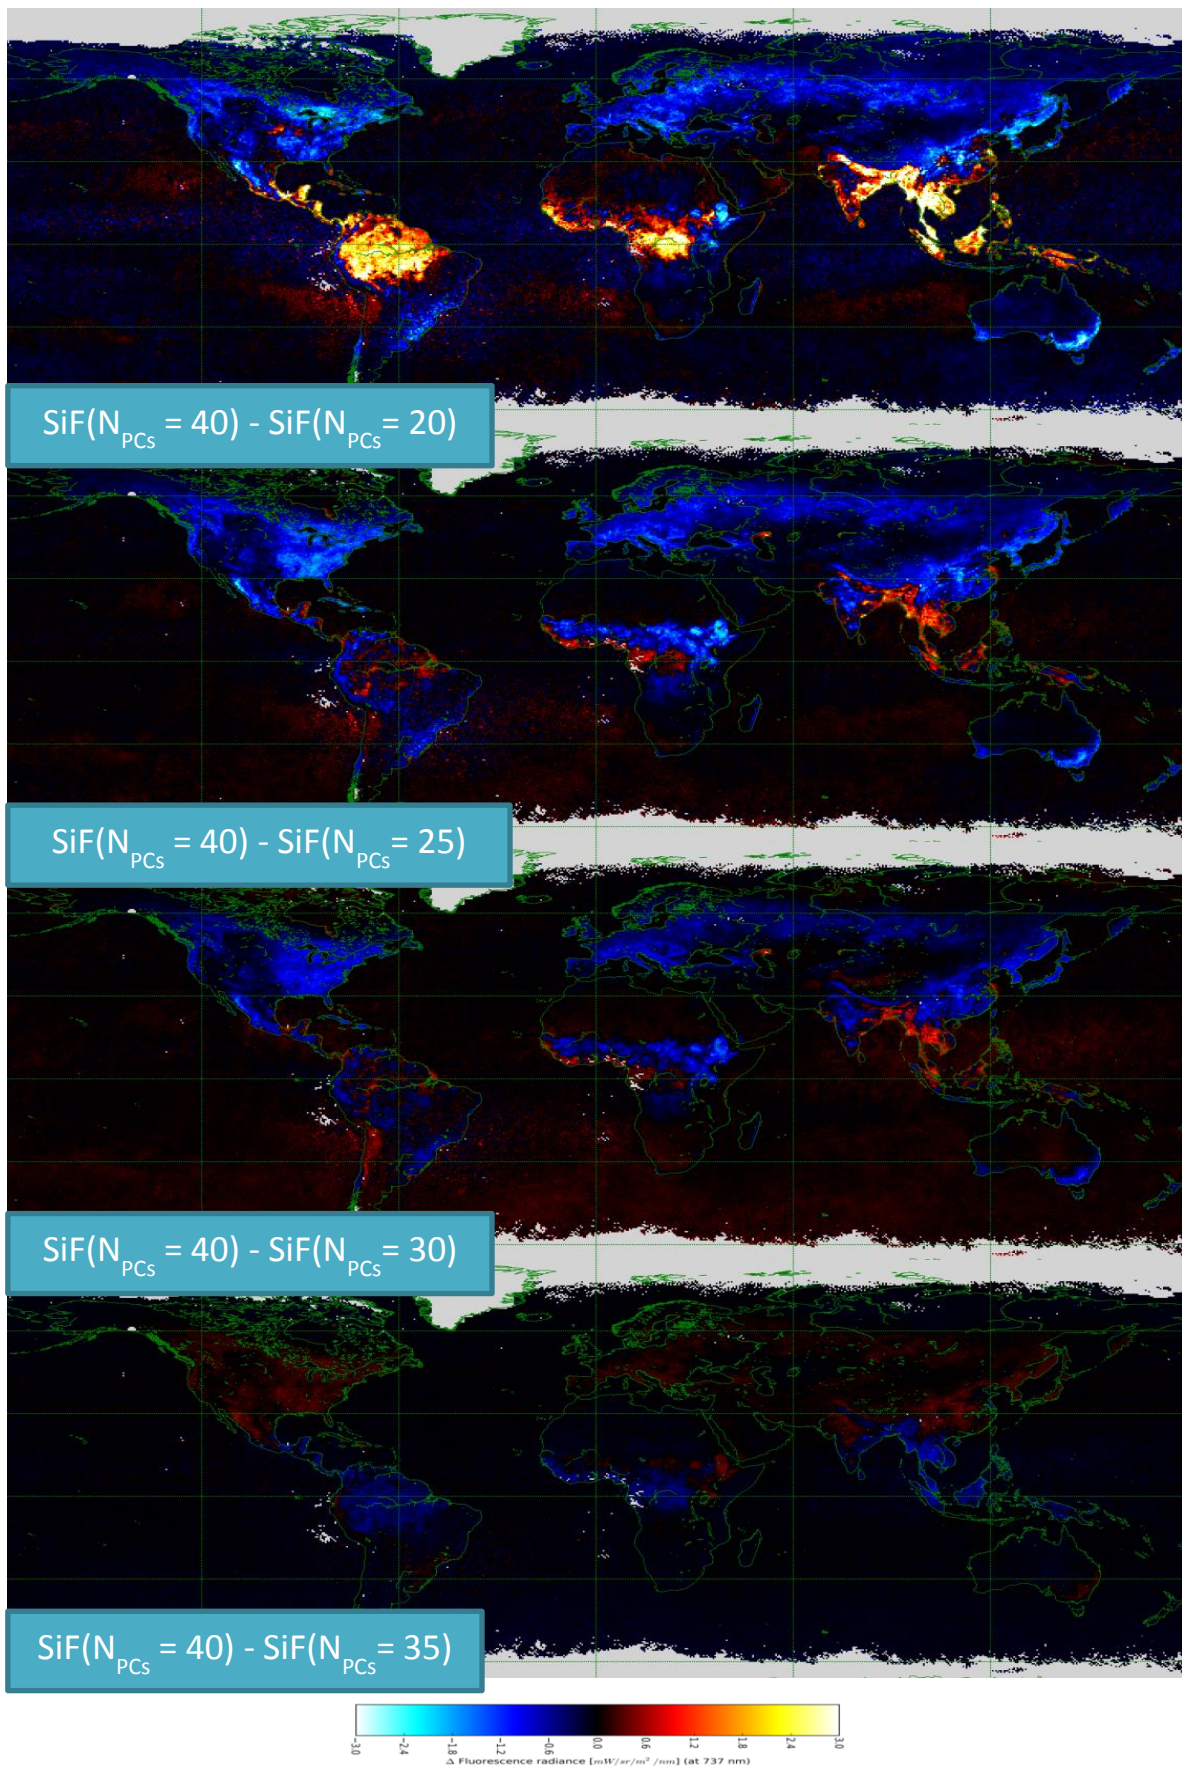 SiF(N_PCs = 40) - SiF(N_PCs = 20)
SiF(N_PCs = 40) - SiF(N_PCs = 25)
SiF(N_PCs = 40) - SiF(N_PCs = 30)
SiF(N_PCs = 40) - SiF(N_PCs = 35)
-3.0 -2.4 -1.8 -1.2 -0.6 0.0 0.6 1.2 1.8 2.4 3.0
Δ Fluorescence radiance [mW/sr/m²/nm] (at 737 nm)